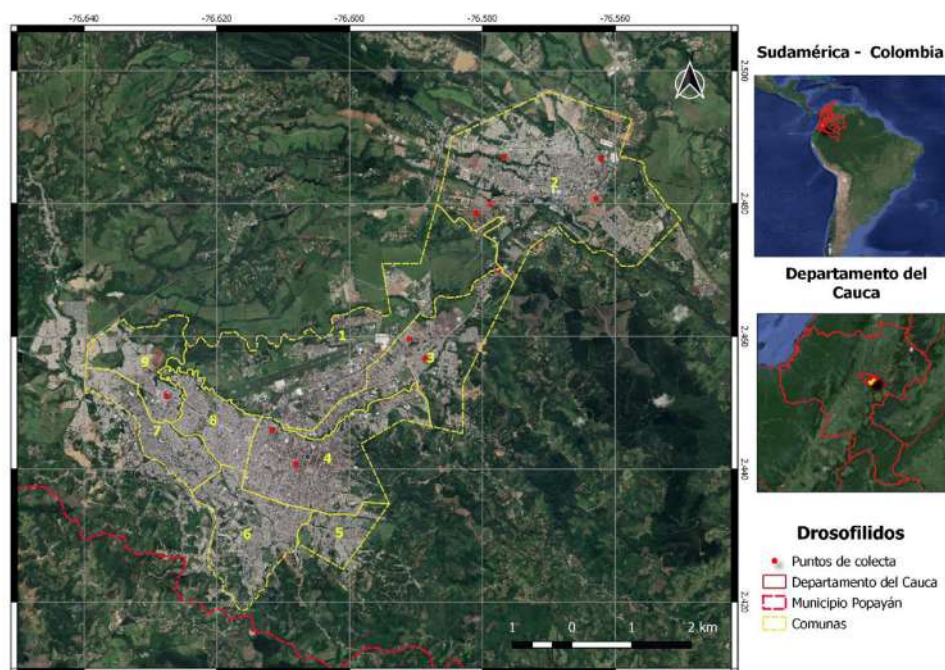 -76.640
-76.620
-76.600
-76.580
-76.560
2.500
2.480
2.460
2.440
2.420
2
1
3
9
8
7
4
6
5
1 0 1 2 km
Sudamérica - Colombia
Departamento del
Cauca
Drosofilidos
Puntos de colecta
Departamento del Cauca
Municipio Popayán
Comunas